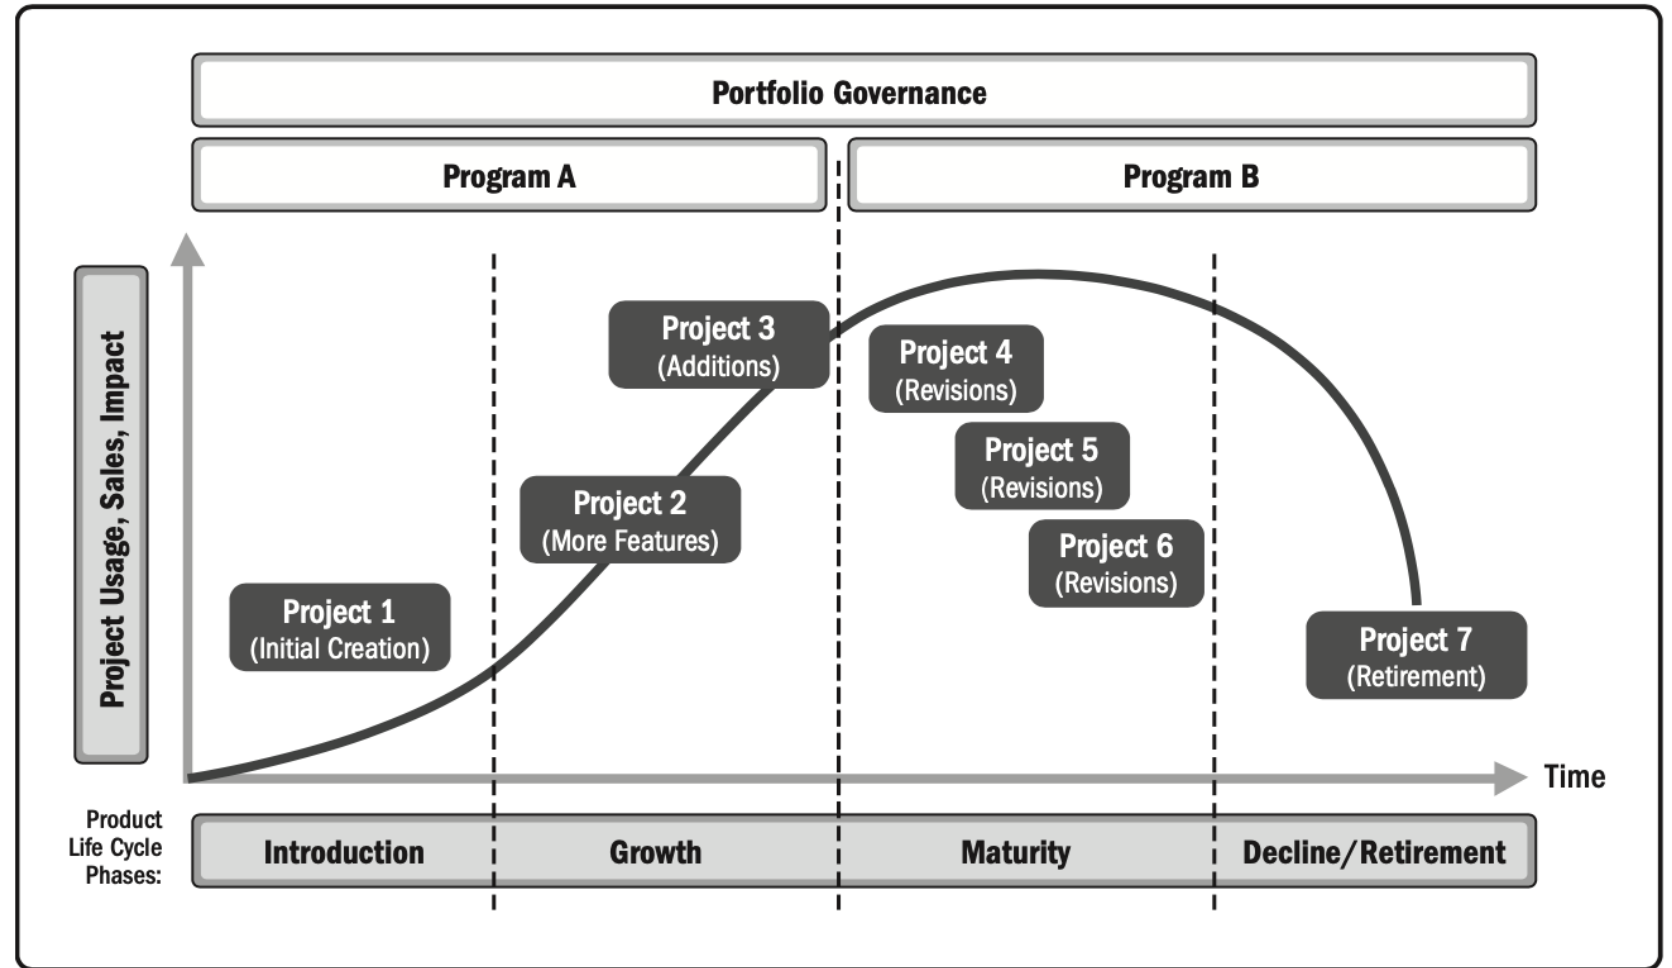 Portfolio Governance
Program A
Program B
Project Usage, Sales, Impact
Project 3
(Additions)
Project 4
(Revisions)
Project 5
(Revisions)
Project 2
(More Features)
Project 6
(Revisions)
Project 1
(Initial Creation)
Project 7
(Retirement)
Time
Product
Life Cycle
Phases:
Introduction
Growth
Maturity
Decline/Retirement